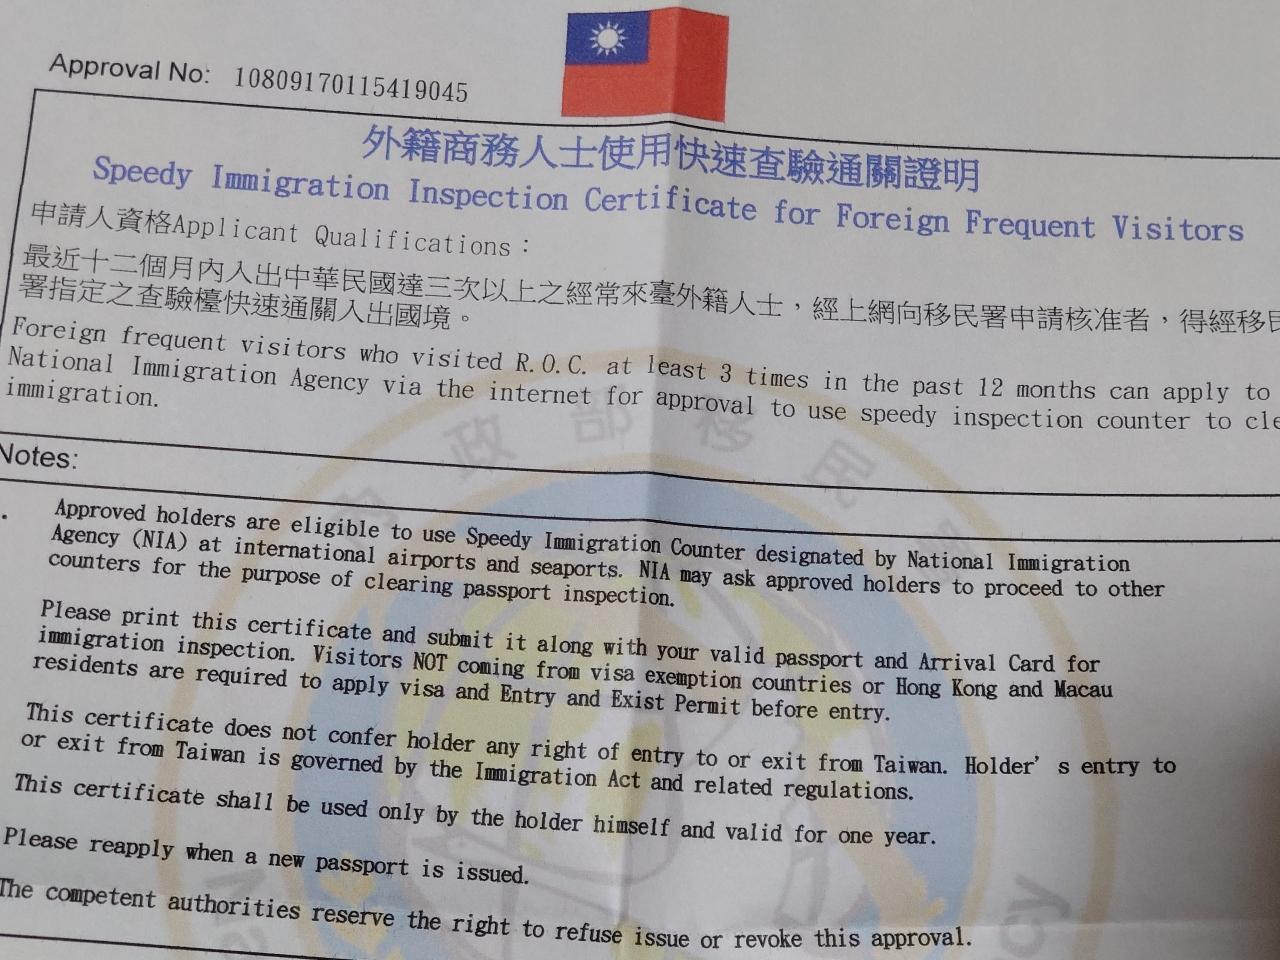 Approval No: 10809170115419045
外籍商務人士使用快速查驗通關證明
Speedy Immigration Inspection Certificate for Foreign Frequent Visitors
申請人資格Applicant Qualifications：
最近十二個月內入出中華民國達三次以上之經常來臺外籍人士，經上網向移民署申請核准者，得經移民
署指定之查驗檯快速通關入出國境。
Foreign frequent visitors who visited R.O.C. at least 3 times in the past 12 months can apply to
National Immigration Agency via the internet for approval to use speedy inspection counter to cle
immigration.
Notes:
Approved holders are eligible to use Speedy Immigration Counter designated by National Immigration
Agency (NIA) at international airports and seaports. NIA may ask approved holders to proceed to other
counters for the purpose of clearing passport inspection.
Please print this certificate and submit it along with your valid passport and Arrival Card for
immigration inspection. Visitors NOT coming from visa exemption countries or Hong Kong and Macau
residents are required to apply visa and Entry and Exist Permit before entry.
This certificate does not confer holder any right of entry to or exit from Taiwan. Holder's entry to
or exit from Taiwan is governed by the Immigration Act and related regulations.
This certificate shall be used only by the holder himself and valid for one year.
Please reapply when a new passport is issued.
The competent authorities reserve the right to refuse issue or revoke this approval.
內政部移民署